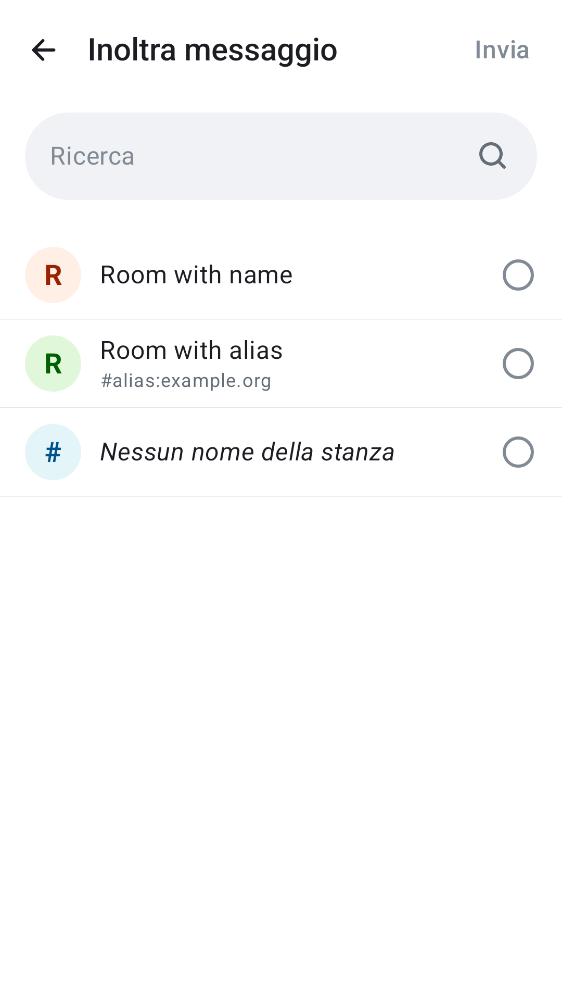 Inoltra messaggio
Invia
Ricerca
R
Room with name
R
Room with alias
#alias:example.org
#
Nessun nome della stanza